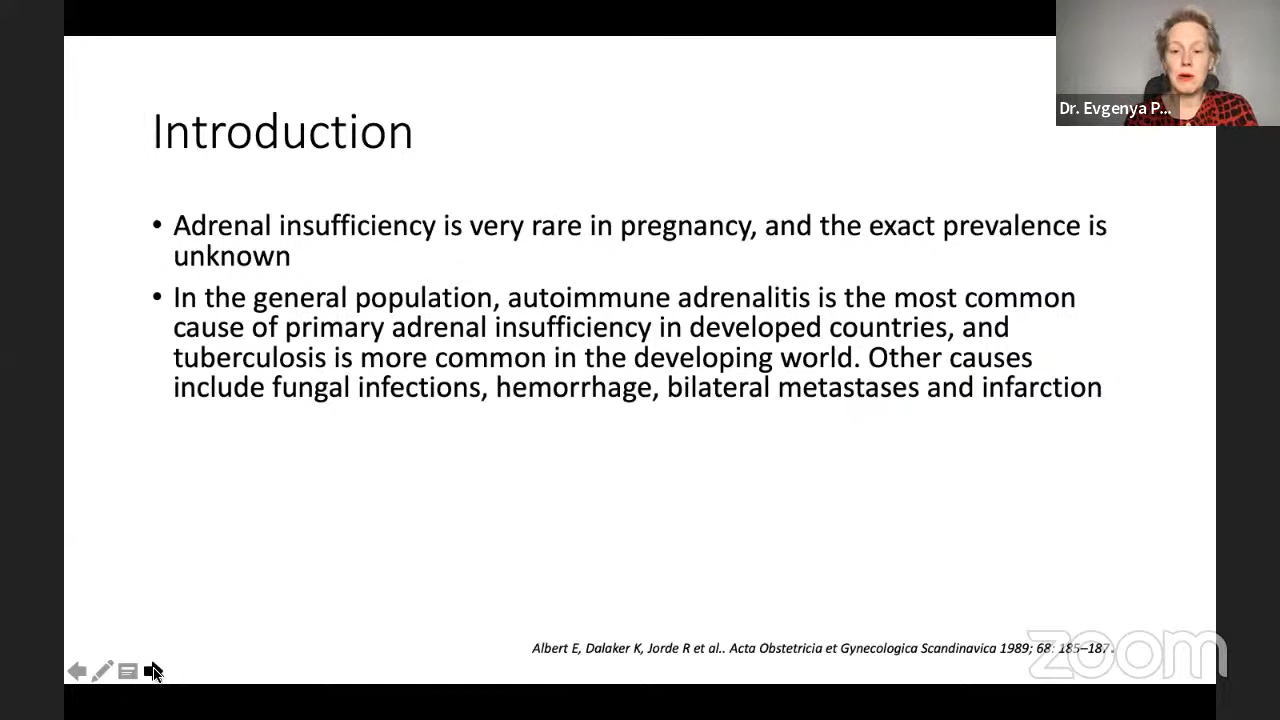 Dr. Evgenya P...
Introduction
• Adrenal insufficiency is very rare in pregnancy, and the exact prevalence is
unknown
• In the general population, autoimmune adrenalitis is the most common
cause of primary adrenal insufficiency in developed countries, and
tuberculosis is more common in the developing world. Other causes
include fungal infections, hemorrhage, bilateral metastases and infarction
Albert E, Dalaker K, Jorde R et al.. Acta Obstetricia et Gynecologica Scandinavica 1989; 68: 185–187.
zoom